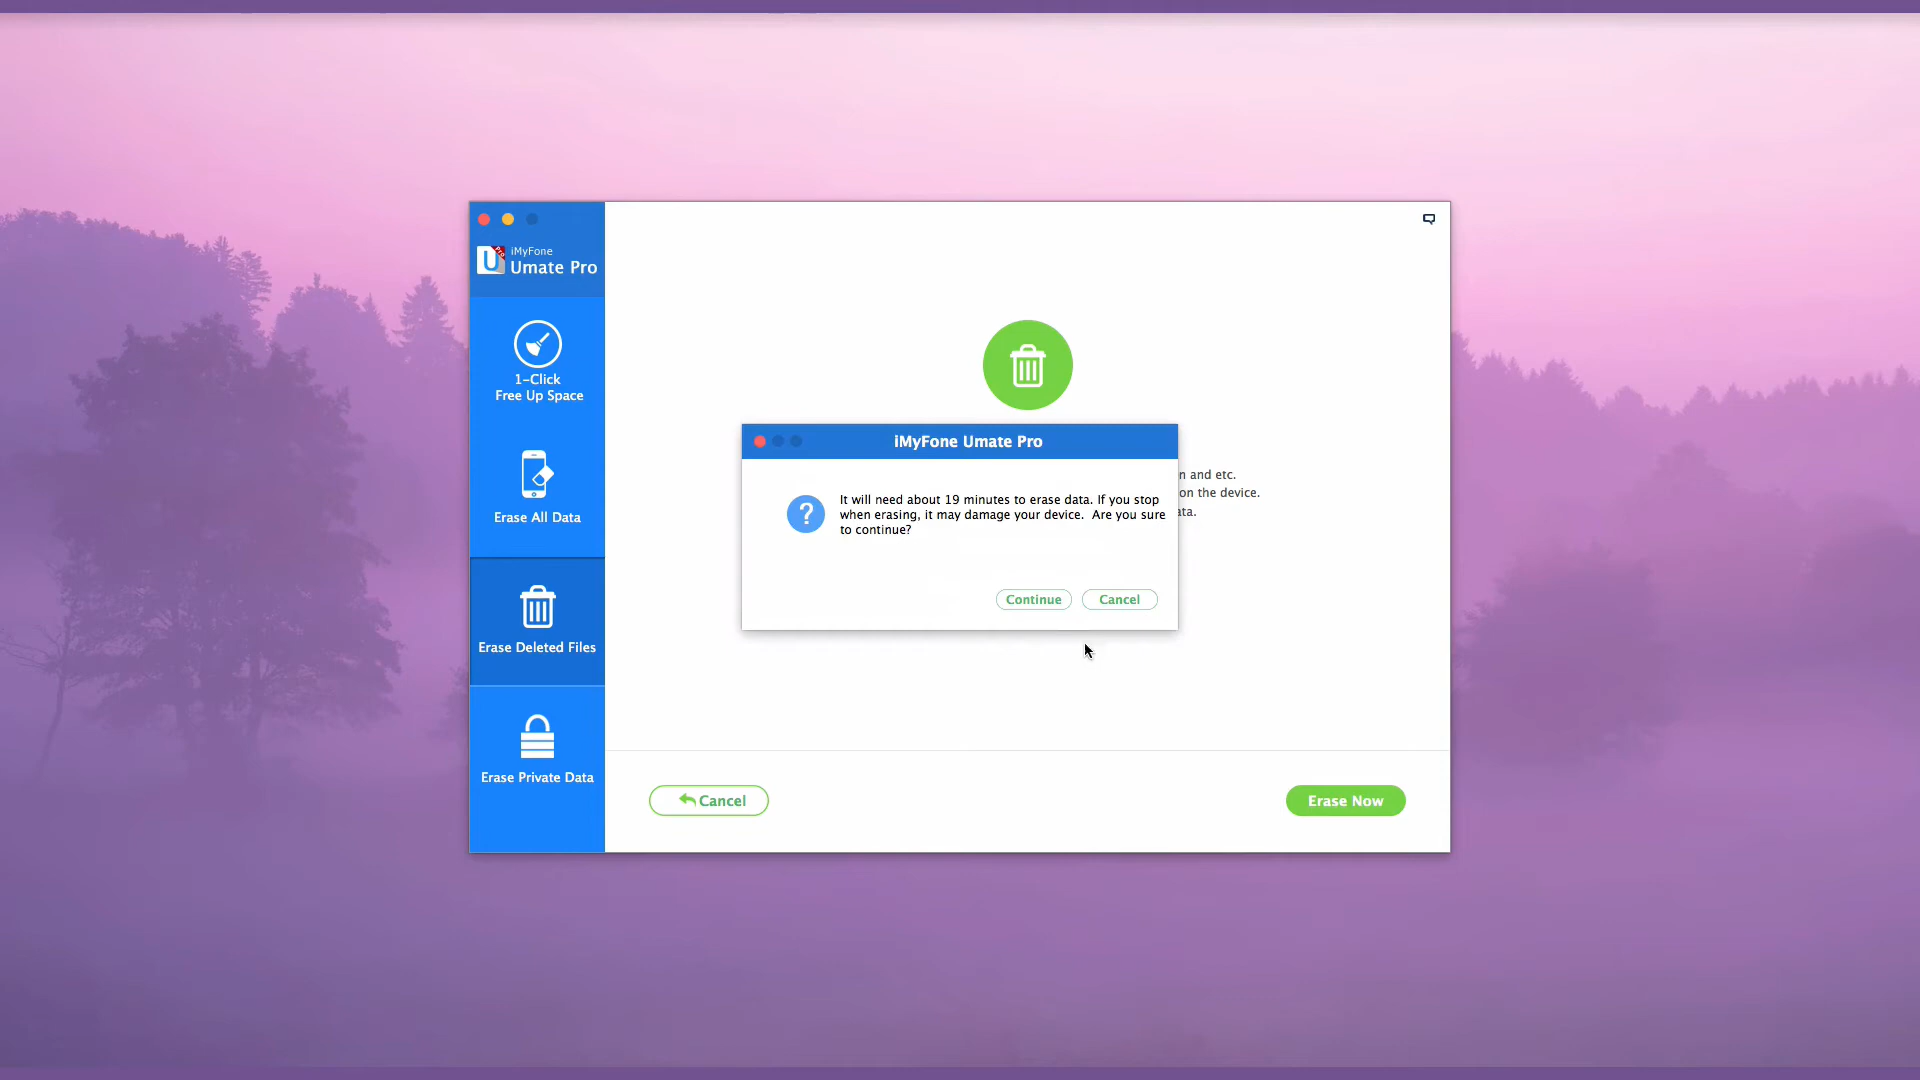 iMyFone
Umate Pro
1-Click
Free Up Space
Erase All Data
Erase Deleted Files
Erase Private Data
iMyFone Umate Pro
It will need about 19 minutes to erase data. If you stop
when erasing, it may damage your device. Are you sure
to continue?
?
Continue
Cancel
and etc.
on the device.
Cancel
Erase Now